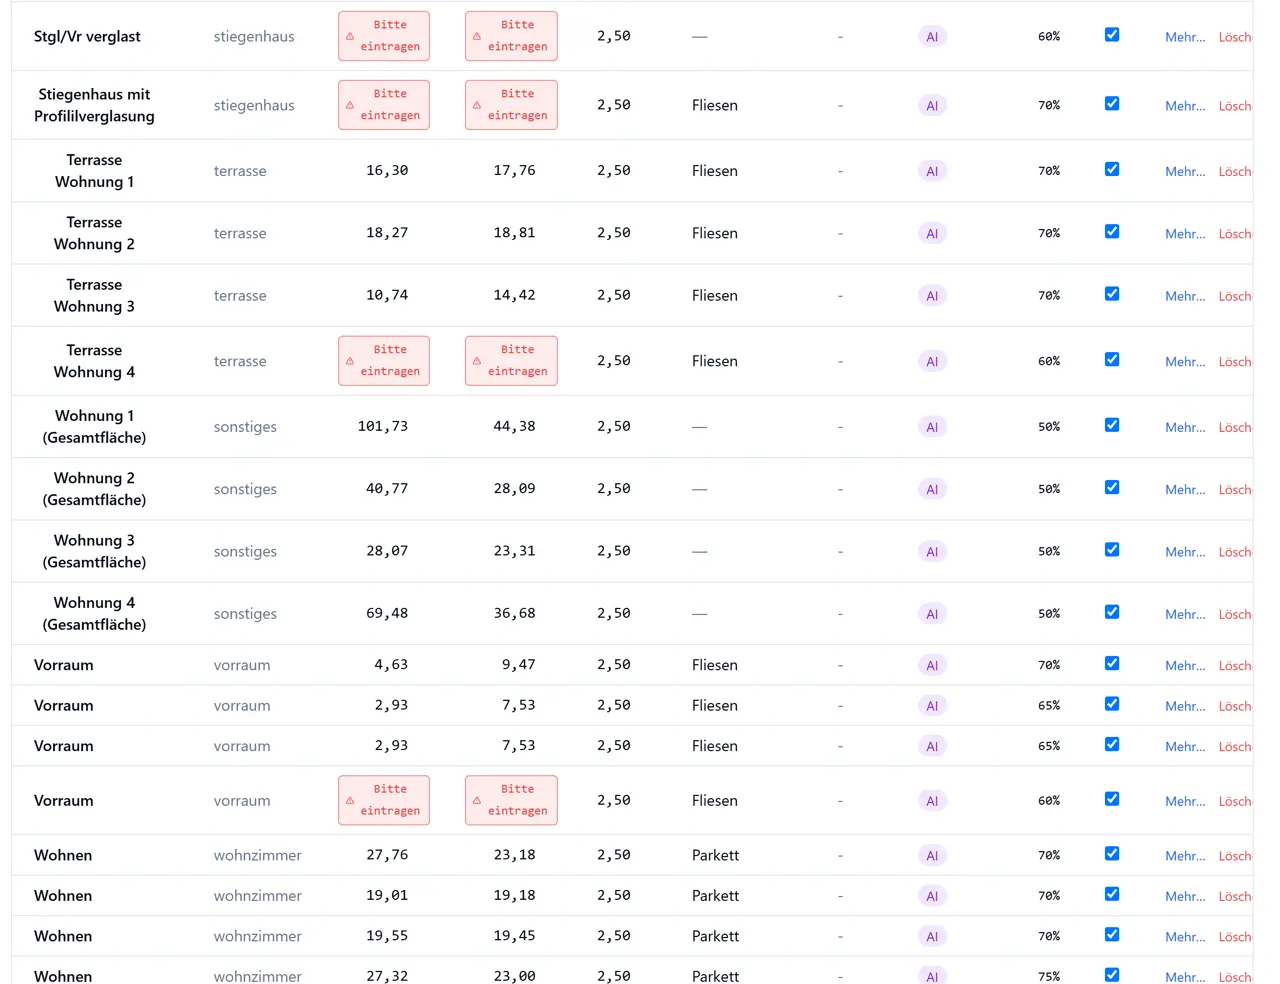 Stgl/Vr verglast stiegenhaus ⚠ Bitte eintragen ⚠ Bitte eintragen 2,50 — - AI 60% Mehr... Lösch
Stiegenhaus mit Profililverglasung stiegenhaus ⚠ Bitte eintragen ⚠ Bitte eintragen 2,50 Fliesen - AI 70% Mehr... Lösch
Terrasse Wohnung 1 terrasse 16,30 17,76 2,50 Fliesen - AI 70% Mehr... Lösch
Terrasse Wohnung 2 terrasse 18,27 18,81 2,50 Fliesen - AI 70% Mehr... Lösch
Terrasse Wohnung 3 terrasse 10,74 14,42 2,50 Fliesen - AI 70% Mehr... Lösch
Terrasse Wohnung 4 terrasse ⚠ Bitte eintragen ⚠ Bitte eintragen 2,50 Fliesen - AI 60% Mehr... Lösch
Wohnung 1 (Gesamtfläche) sonstiges 101,73 44,38 2,50 — - AI 50% Mehr... Lösch
Wohnung 2 (Gesamtfläche) sonstiges 40,77 28,09 2,50 — - AI 50% Mehr... Lösch
Wohnung 3 (Gesamtfläche) sonstiges 28,07 23,31 2,50 — - AI 50% Mehr... Lösch
Wohnung 4 (Gesamtfläche) sonstiges 69,48 36,68 2,50 — - AI 50% Mehr... Lösch
Vorraum vorraum 4,63 9,47 2,50 Fliesen - AI 70% Mehr... Lösch
Vorraum vorraum 2,93 7,53 2,50 Fliesen - AI 65% Mehr... Lösch
Vorraum vorraum 2,93 7,53 2,50 Fliesen - AI 65% Mehr... Lösch
Vorraum vorraum ⚠ Bitte eintragen ⚠ Bitte eintragen 2,50 Fliesen - AI 60% Mehr... Lösch
Wohnen wohnzimmer 27,76 23,18 2,50 Parkett - AI 70% Mehr... Lösch
Wohnen wohnzimmer 19,01 19,18 2,50 Parkett - AI 70% Mehr... Lösch
Wohnen wohnzimmer 19,55 19,45 2,50 Parkett - AI 70% Mehr... Lösch
Wohnen wohnzimmer 27,32 23,00 2,50 Parkett - AI 75% Mehr... Lösch